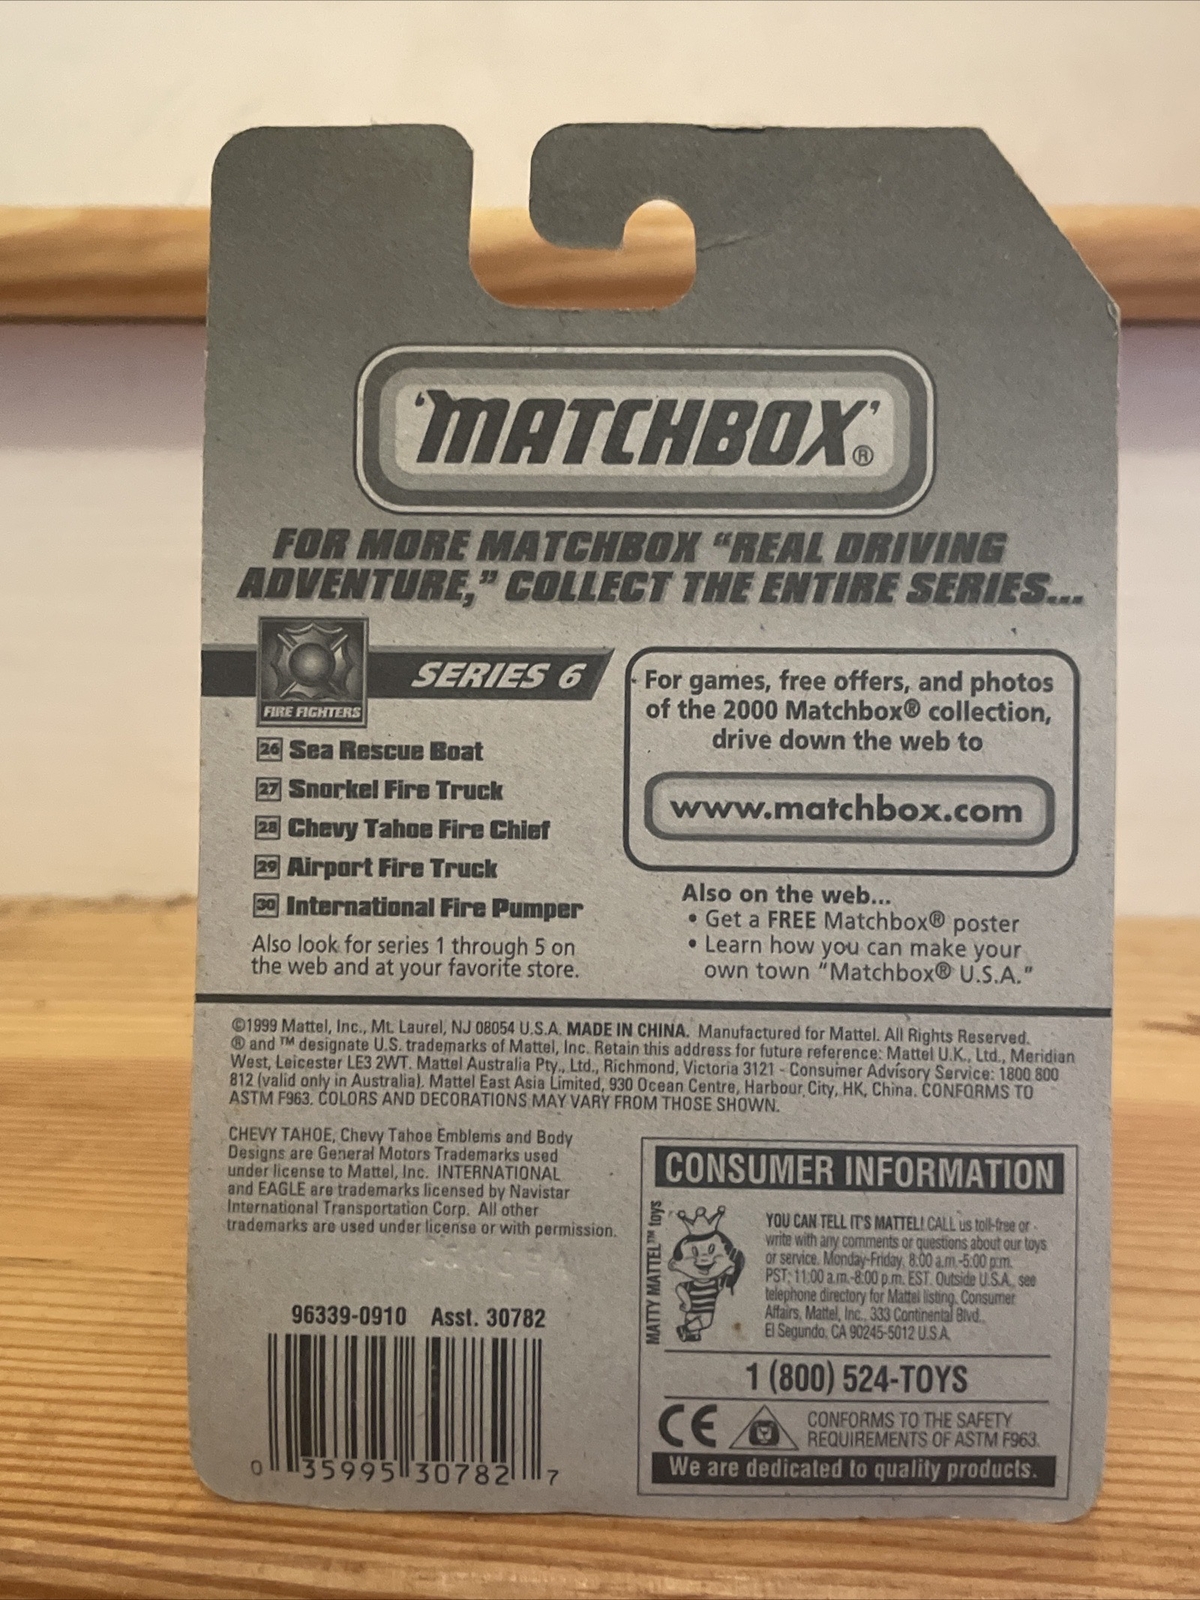 'MATCHBOX'®
FOR MORE MATCHBOX "REAL DRIVING
ADVENTURE," COLLECT THE ENTIRE SERIES...
FIRE FIGHTERS
SERIES 6
26 Sea Rescue Boat
27 Snorkel Fire Truck
28 Chevy Tahoe Fire Chief
29 Airport Fire Truck
30 International Fire Pumper
Also look for series 1 through 5 on
the web and at your favorite store.
For games, free offers, and photos
of the 2000 Matchbox® collection,
drive down the web to
www.matchbox.com
Also on the web...
• Get a FREE Matchbox® poster
• Learn how you can make your
own town "Matchbox® U.S.A."
©1999 Mattel, Inc., Mt. Laurel, NJ 08054 U.S.A. MADE IN CHINA. Manufactured for Mattel. All Rights Reserved.
® and ™ designate U.S. trademarks of Mattel, Inc. Retain this address for future reference: Mattel U.K., Ltd., Meridian
West, Leicester LE3 2WT. Mattel Australia Pty., Ltd., Richmond, Victoria 3121 - Consumer Advisory Service: 1800 800
812 (valid only in Australia). Mattel East Asia Limited, 930 Ocean Centre, Harbour City, HK, China. CONFORMS TO
ASTM F963. COLORS AND DECORATIONS MAY VARY FROM THOSE SHOWN.
CHEVY TAHOE, Chevy Tahoe Emblems and Body
Designs are General Motors Trademarks used
under license to Mattel, Inc. INTERNATIONAL
and EAGLE are trademarks licensed by Navistar
International Transportation Corp. All other
trademarks are used under license or with permission.
96339-0910 Asst. 30782
0 35995 30782 7
CONSUMER INFORMATION
MATTY MATTEL™ toys
YOU CAN TELL IT'S MATTEL! CALL us toll-free or
write with any comments or questions about our toys
or service. Monday-Friday, 8:00 a.m.-5:00 p.m.
PST; 11:00 a.m.-8:00 p.m. EST. Outside U.S.A., see
telephone directory for Mattel listing. Consumer
Affairs, Mattel, Inc., 333 Continental Blvd.,
El Segundo, CA 90245-5012 U.S.A.
1 (800) 524-TOYS
CE
CONFORMS TO THE SAFETY
REQUIREMENTS OF ASTM F963.
We are dedicated to quality products.